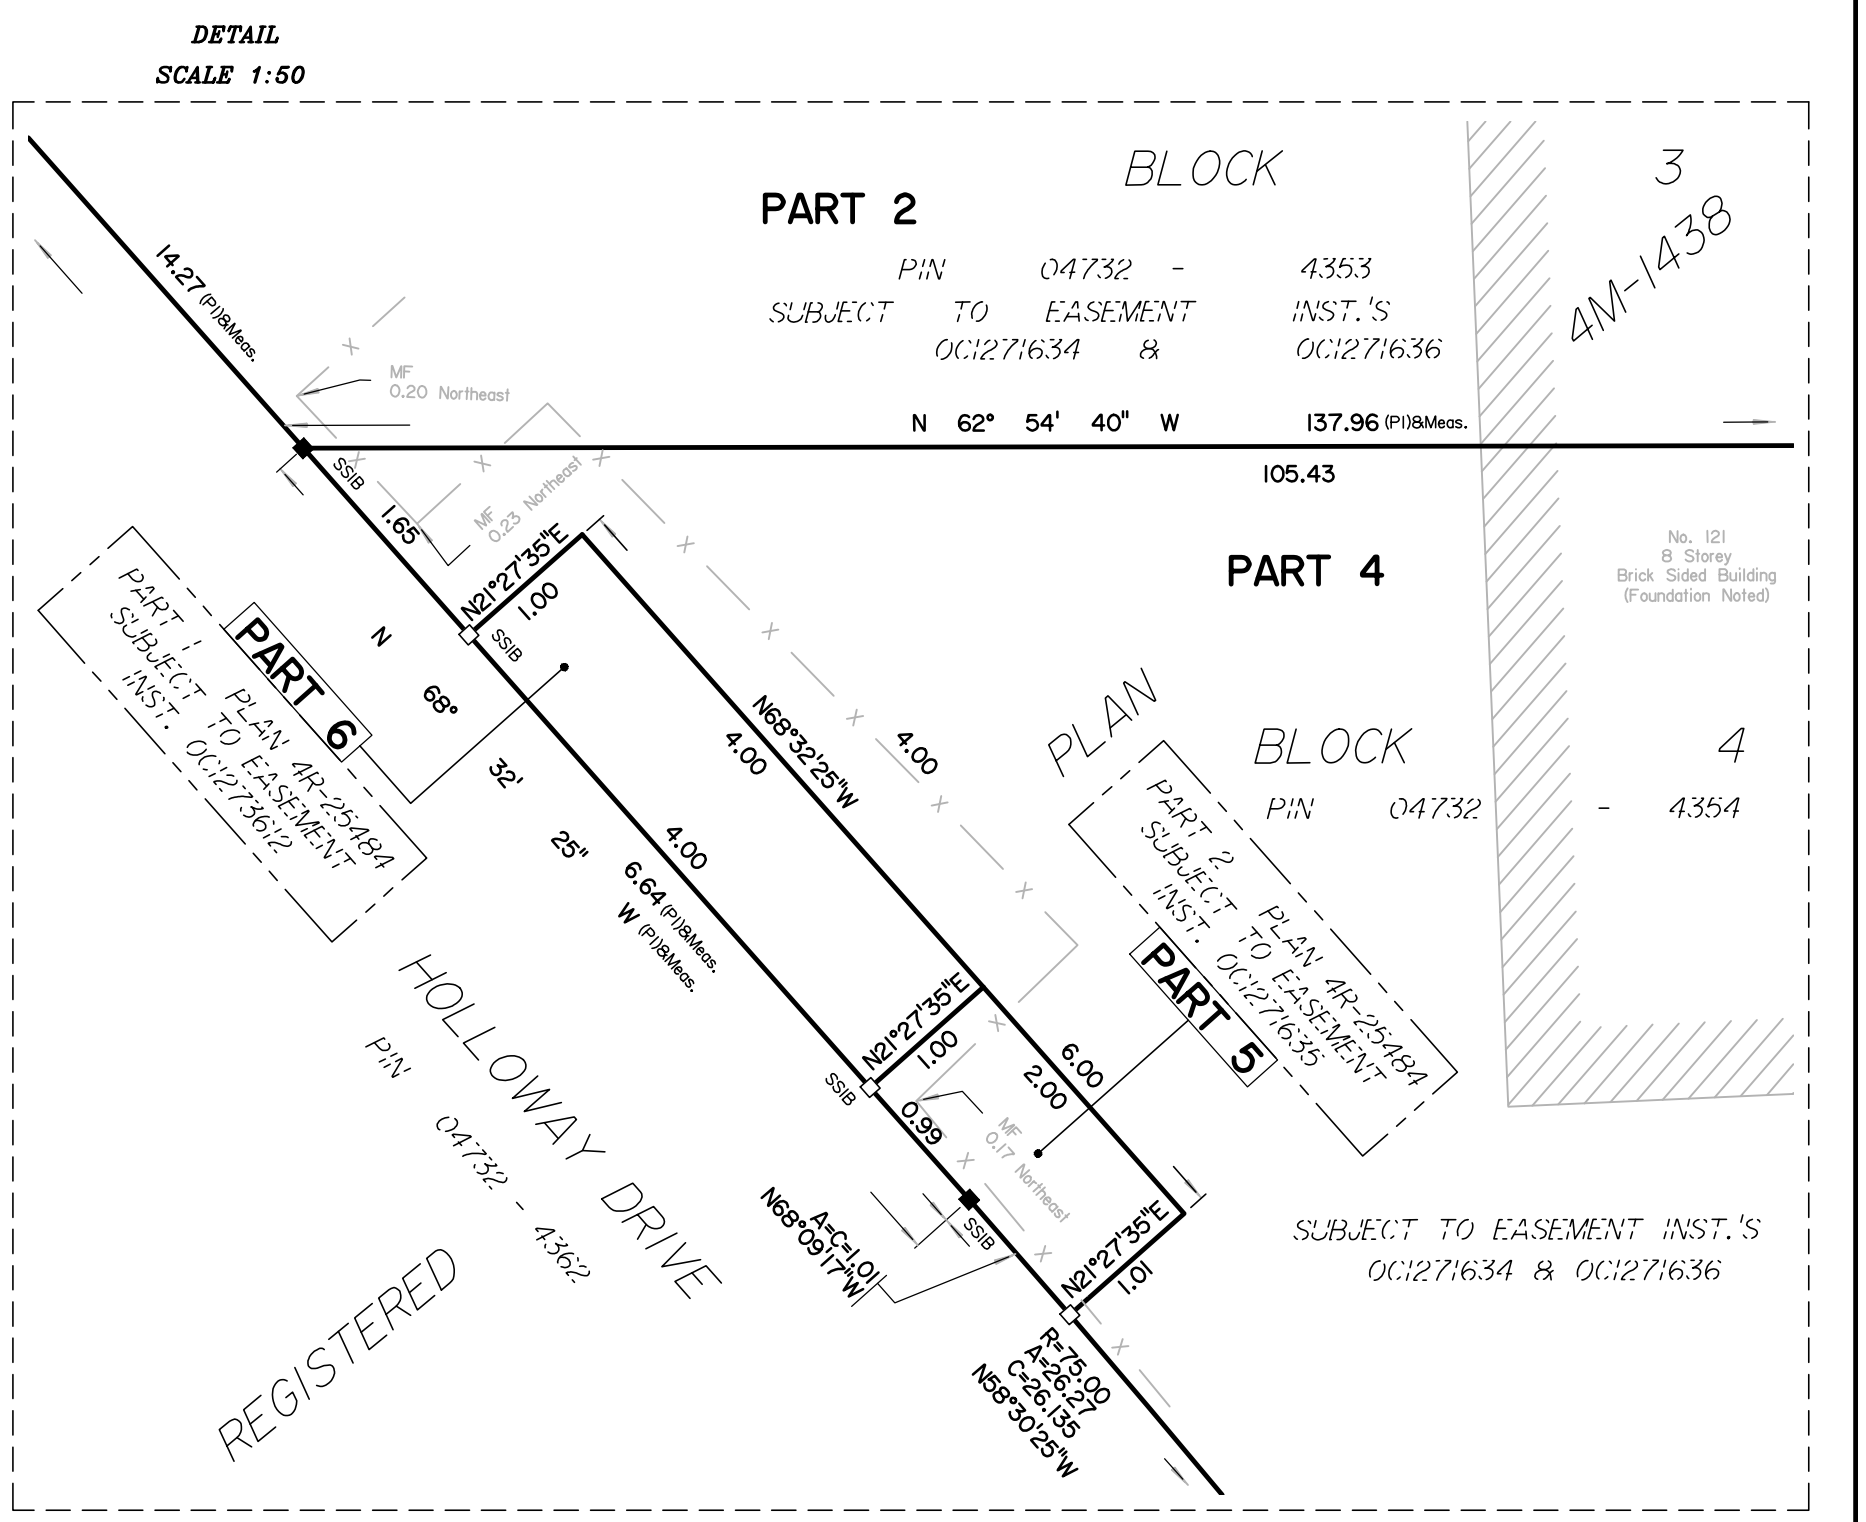 DETAIL
SCALE 1:50
BLOCK 3
PART 2
4M-1438
PIN 04732 - 4353
SUBJECT TO EASEMENT INST.'S
OC1271634 & OC1271636
14.27 (P1)&Meas.
MF
0.20 Northeast
N 62° 54' 40" W 137.96 (P1)&Meas.
105.43
SSIB
1.65
MF
0.23 Northeast
N21°27'35"E
1.00
SSIB
No. 121
8 Storey
Brick Sided Building
(Foundation Noted)
PART 4
PART 1 PLAN 4R-25484
SUBJECT TO EASEMENT
INST. OC1273612
PART 6
N 68° 32' 25" W (P1)&Meas.
6.64 (P1)&Meas.
4.00
N68°32'25"W
4.00
4.00
PLAN
BLOCK 4
PIN 04732 - 4354
PART 2 PLAN 4R-25484
SUBJECT TO EASEMENT
INST. OC1271635
PART 5
HOLLOWAY DRIVE
PIN 04732 - 4362
N21°27'35"E
1.00
SSIB
6.00
2.00
0.99
MF
0.17 Northeast
SSIB
A=C=1.01
N68°09'17"W
N21°27'35"E
1.01
SUBJECT TO EASEMENT INST.'S
OC1271634 & OC1271636
REGISTERED
R=75.00
A=26.27
C=26.135
N58°30'25"W